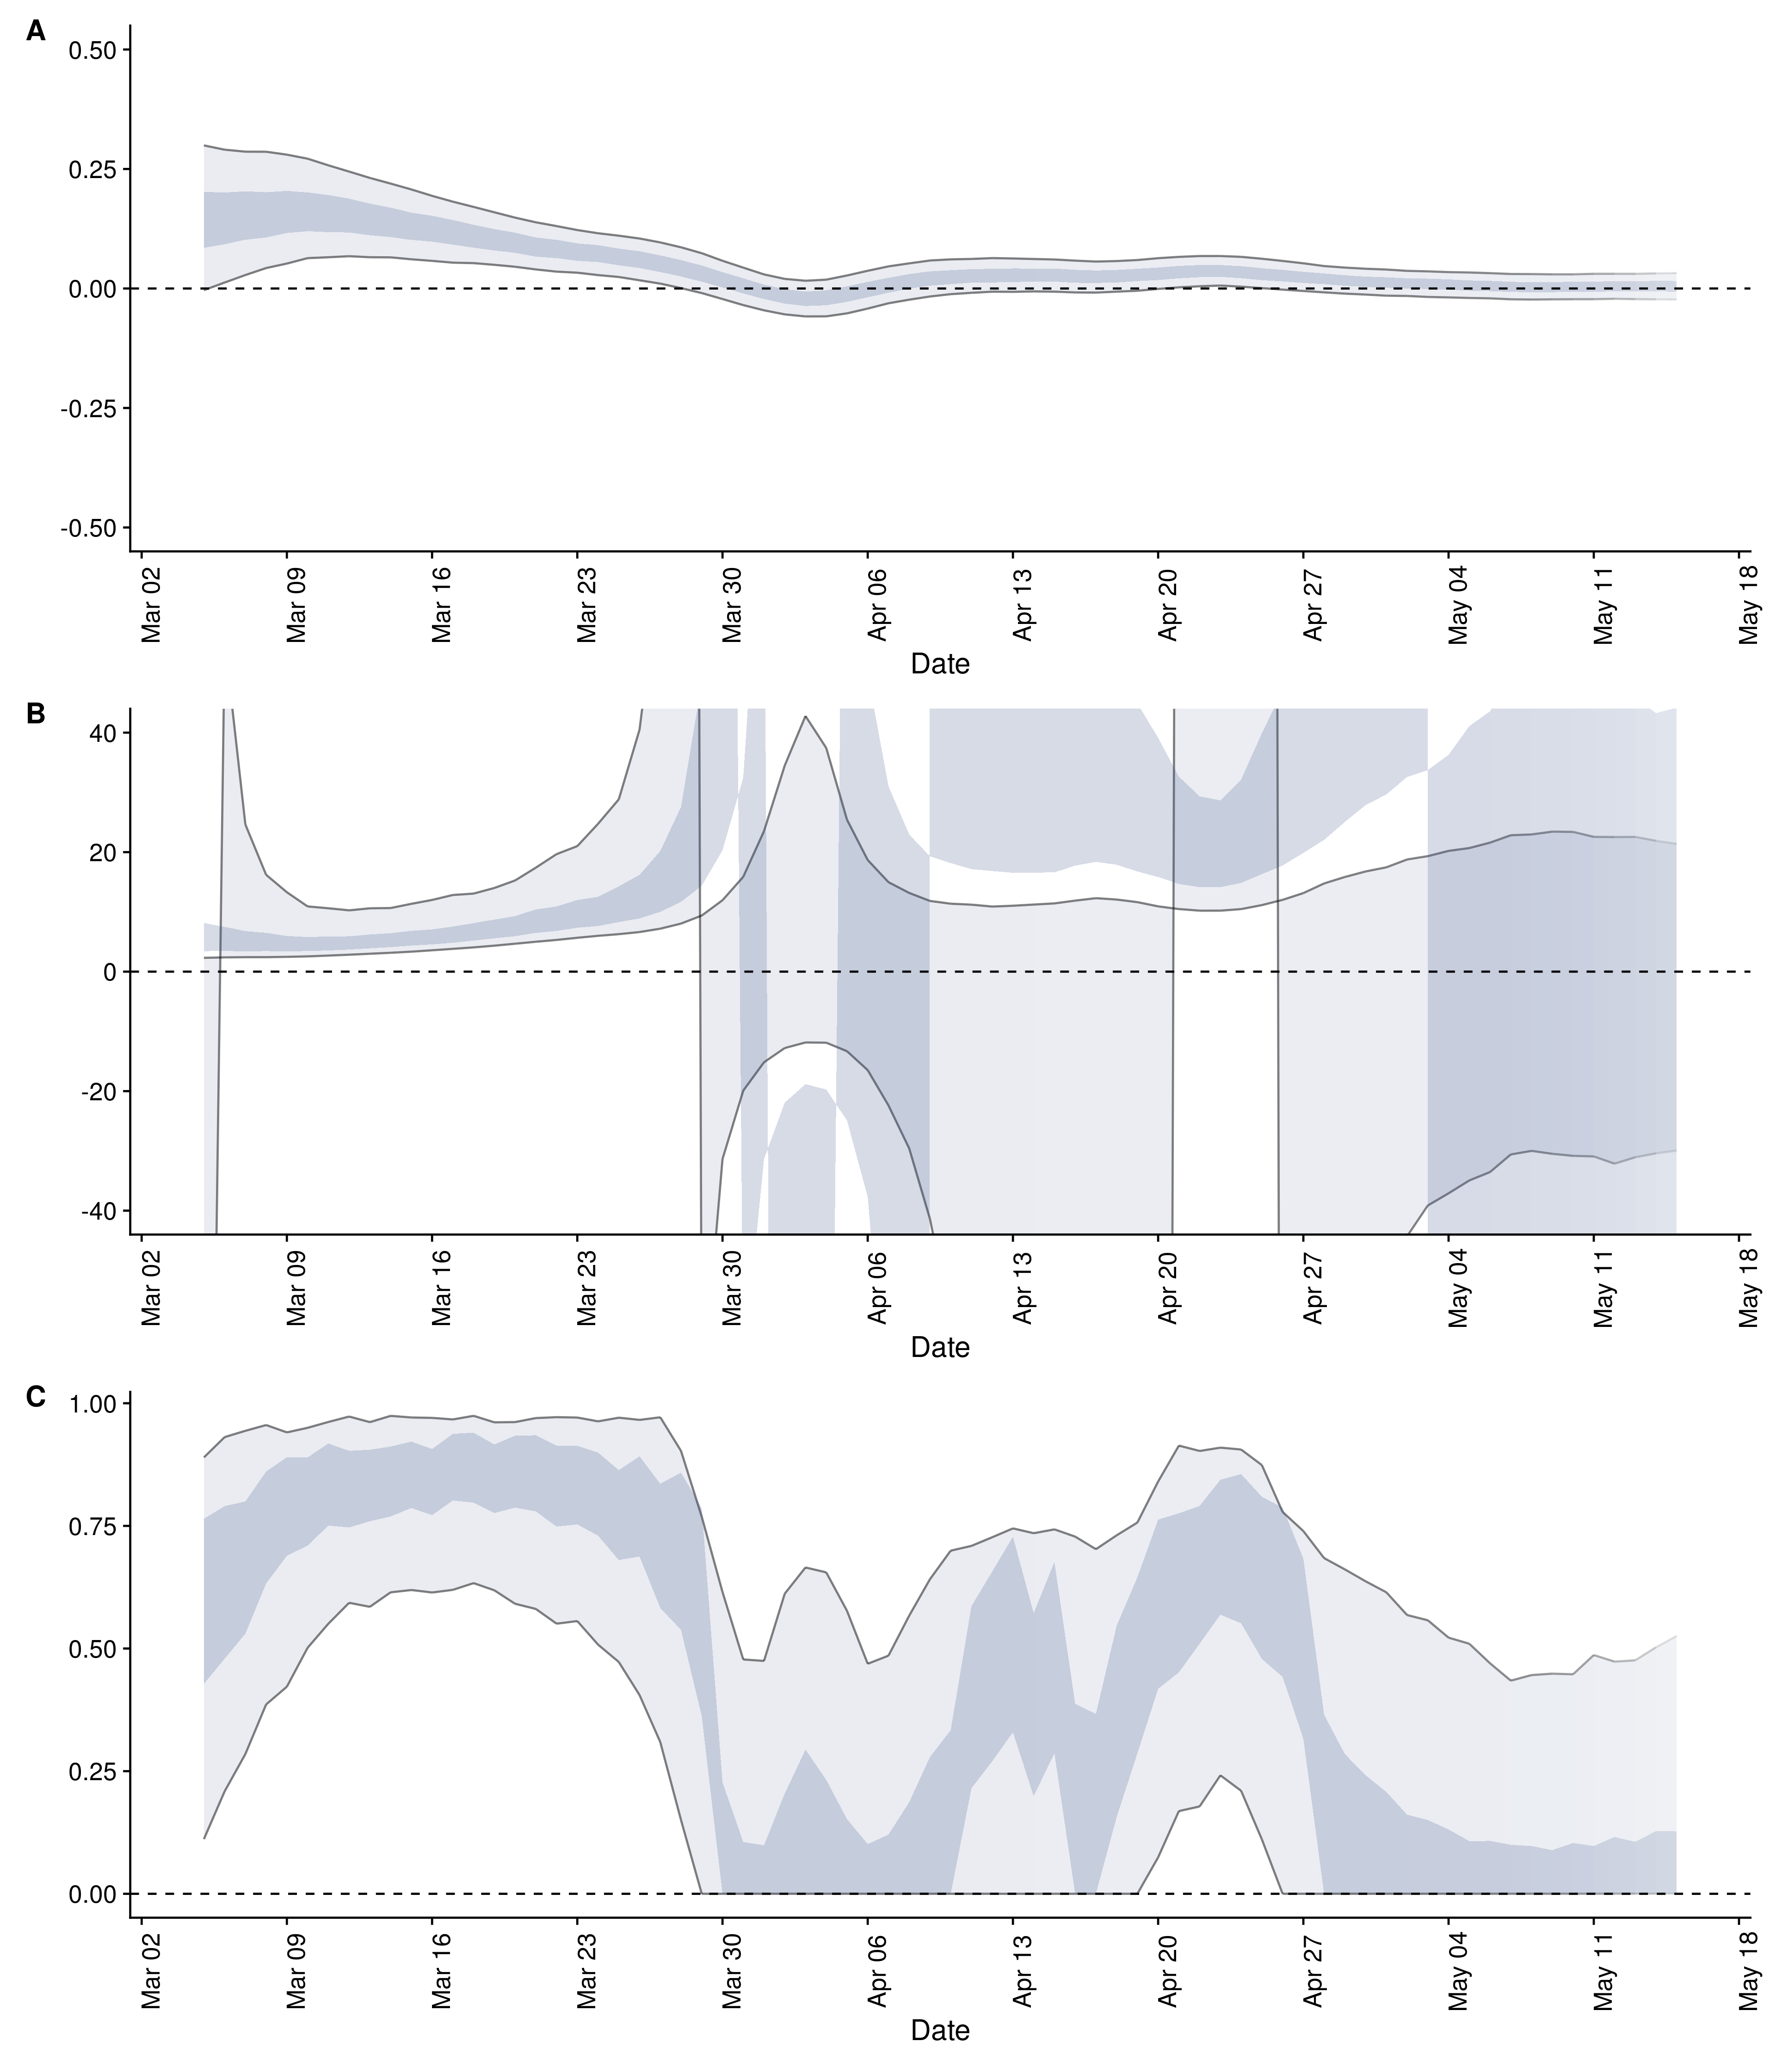 A
0.50
0.25
0.00
-0.25
-0.50
Mar 02
Mar 09
Mar 16
Mar 23
Mar 30
Apr 06
Apr 13
Apr 20
Apr 27
May 04
May 11
May 18
Date
B
40
20
0
-20
-40
Mar 02
Mar 09
Mar 16
Mar 23
Mar 30
Apr 06
Apr 13
Apr 20
Apr 27
May 04
May 11
May 18
Date
C
1.00
0.75
0.50
0.25
0.00
Mar 02
Mar 09
Mar 16
Mar 23
Mar 30
Apr 06
Apr 13
Apr 20
Apr 27
May 04
May 11
May 18
Date